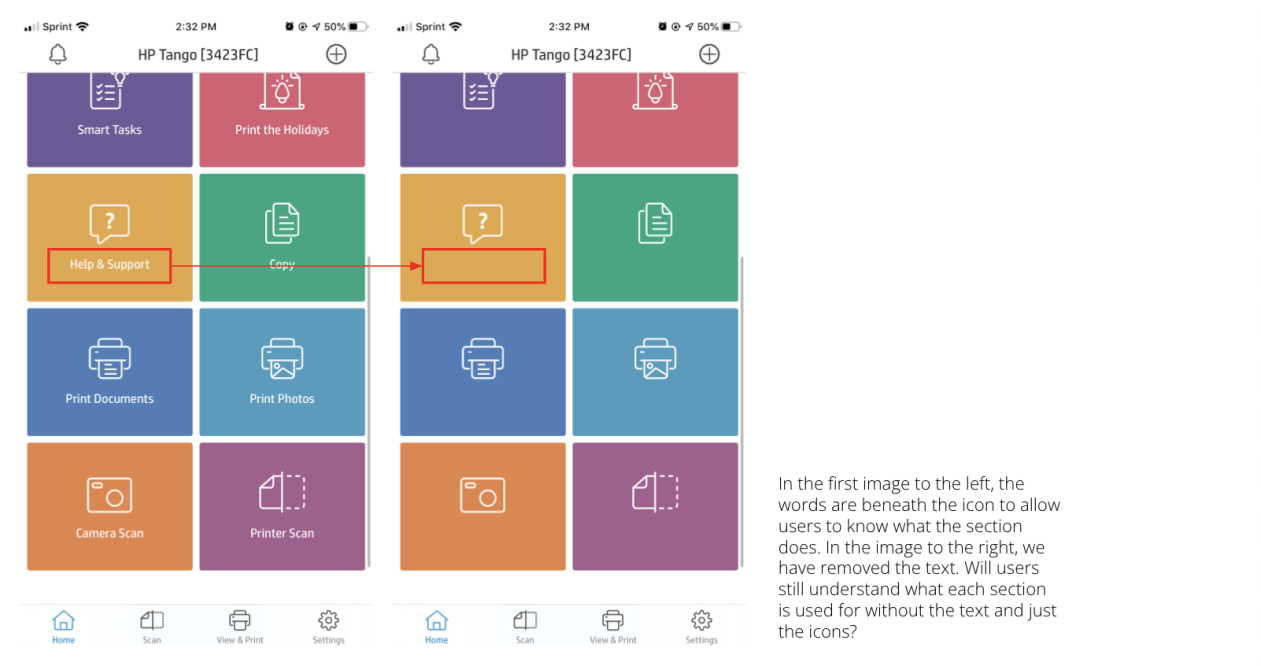 Sprint 2:32 PM 50%
HP Tango [3423FC]
Smart Tasks Print the Holidays
?
Help & Support Copy
Print Documents Print Photos
Camera Scan Printer Scan
Home Scan View & Print Settings
Sprint 2:32 PM 50%
HP Tango [3423FC]
?
Home Scan View & Print Settings
In the first image to the left, the
words are beneath the icon to allow
users to know what the section
does. In the image to the right, we
have removed the text. Will users
still understand what each section
is used for without the text and just
the icons?